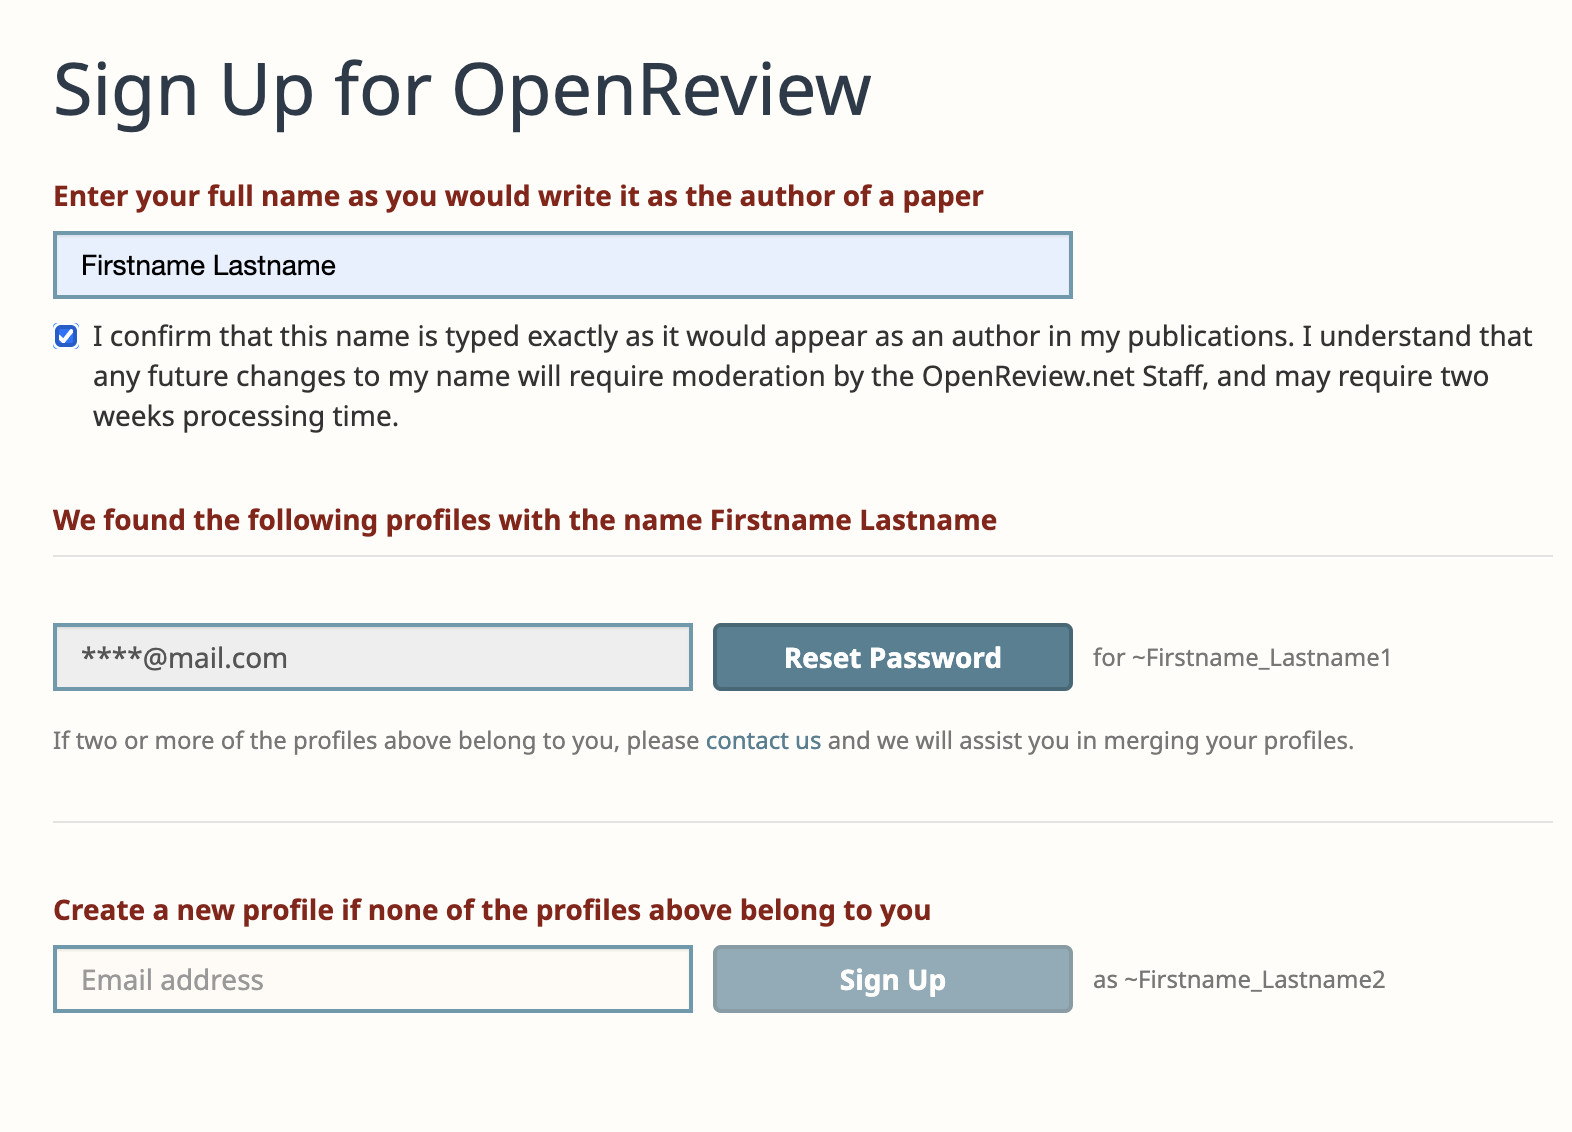 Sign Up for OpenReview
Enter your full name as you would write it as the author of a paper
Firstname Lastname
I confirm that this name is typed exactly as it would appear as an author in my publications. I understand that
any future changes to my name will require moderation by the OpenReview.net Staff, and may require two
weeks processing time.
We found the following profiles with the name Firstname Lastname
****@mail.com Reset Password for ~Firstname_Lastname1
If two or more of the profiles above belong to you, please contact us and we will assist you in merging your profiles.
Create a new profile if none of the profiles above belong to you
Email address Sign Up as ~Firstname_Lastname2